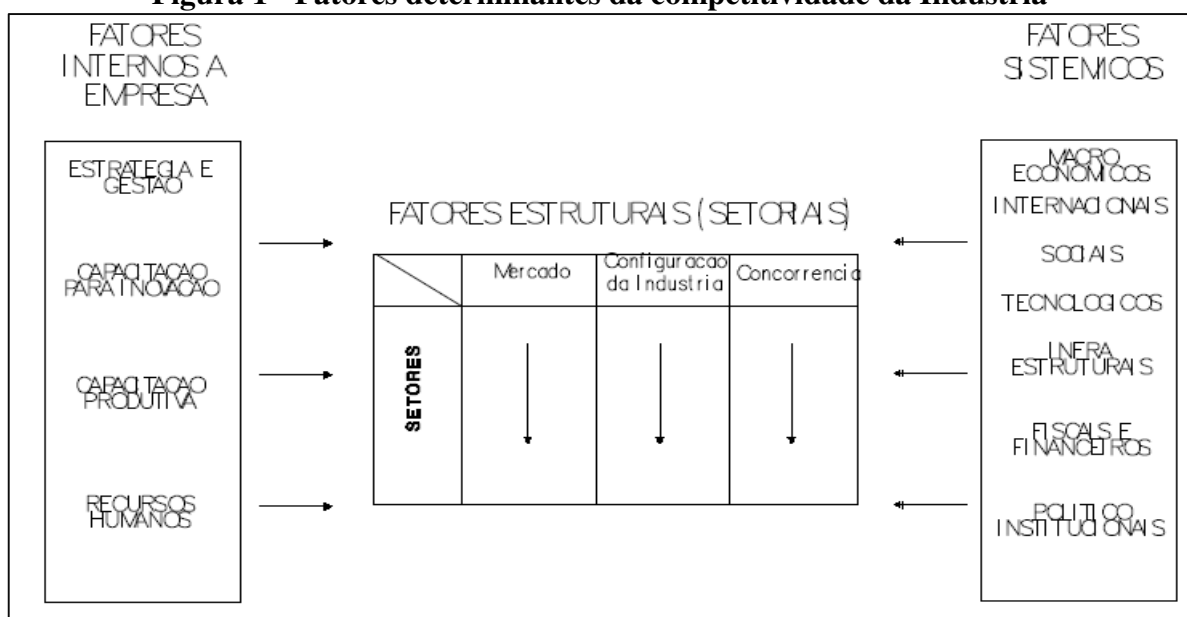 Figura 1 - Fatores determinantes da competitividade da Indústria
FATORES
INTERNOS A
EMPRESA
ESTRATEGIA E
GESTAO
CAPACITACAO
PARA INOVACAO
CAPACITACAO
PRODUTIVA
RECURSOS
HUMANOS
FATORES ESTRUTURAIS (SETORIAIS)
Mercado
Configuracao
da Industria
Concorrencia
SETORES
FATORES
SISTEMICOS
MACRO
ECONOMICOS
INTERNACIONAIS
SOCIAIS
TECNOLOGICOS
INFRA
ESTRUTURAIS
FISCAIS E
FINANCEIROS
POLITICO
INSTITUCIONAIS